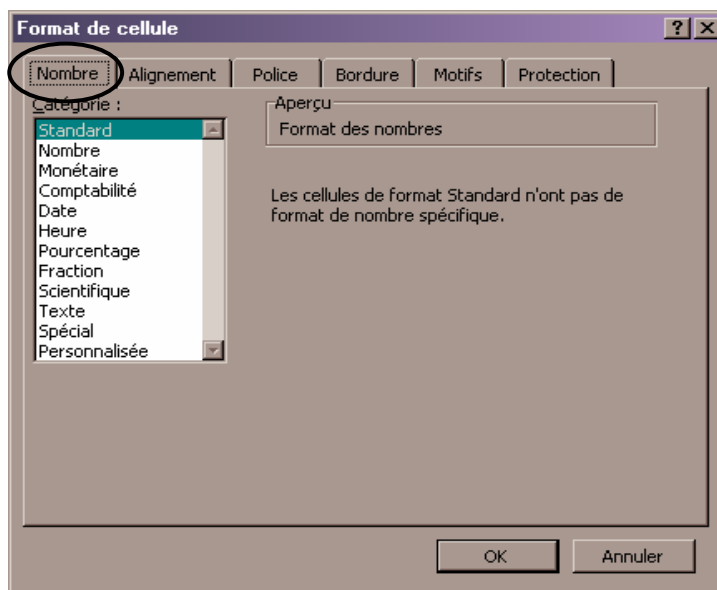 Format de cellule
Nombre Alignement Police Bordure Motifs Protection
Catégorie :
Standard
Nombre
Monétaire
Comptabilité
Date
Heure
Pourcentage
Fraction
Scientifique
Texte
Spécial
Personnalisée
Aperçu
Format des nombres
Les cellules de format Standard n'ont pas de
format de nombre spécifique.
OK Annuler